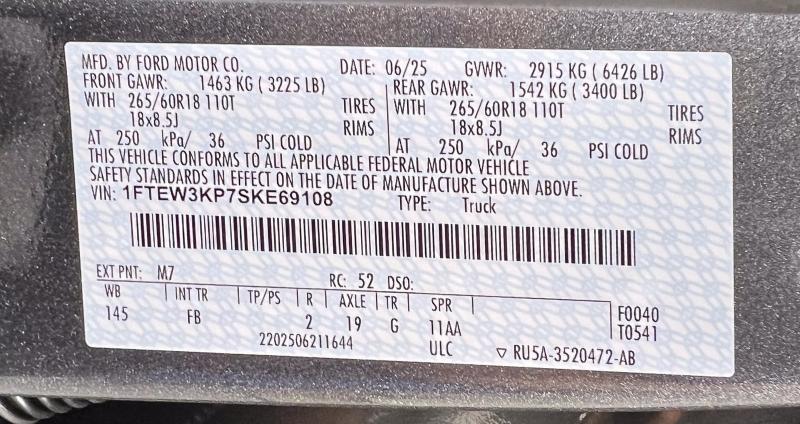 MFD. BY FORD MOTOR CO. DATE: 06/25 GVWR: 2915 KG ( 6426 LB)
FRONT GAWR: 1463 KG ( 3225 LB) REAR GAWR: 1542 KG ( 3400 LB)
WITH 265/60R18 110T TIRES WITH 265/60R18 110T TIRES
18x8.5J RIMS 18x8.5J RIMS
AT 250 kPa/ 36 PSI COLD AT 250 kPa/ 36 PSI COLD
THIS VEHICLE CONFORMS TO ALL APPLICABLE FEDERAL MOTOR VEHICLE
SAFETY STANDARDS IN EFFECT ON THE DATE OF MANUFACTURE SHOWN ABOVE.
VIN: 1FTEW3KP7SKE69108 TYPE: Truck
EXT PNT: M7 RC: 52 DSO:
WB INT TR TP/PS R AXLE TR SPR F0040
145 FB 2 19 G 11AA T0541
2202506211644 ULC ▽ RU5A-3520472-AB